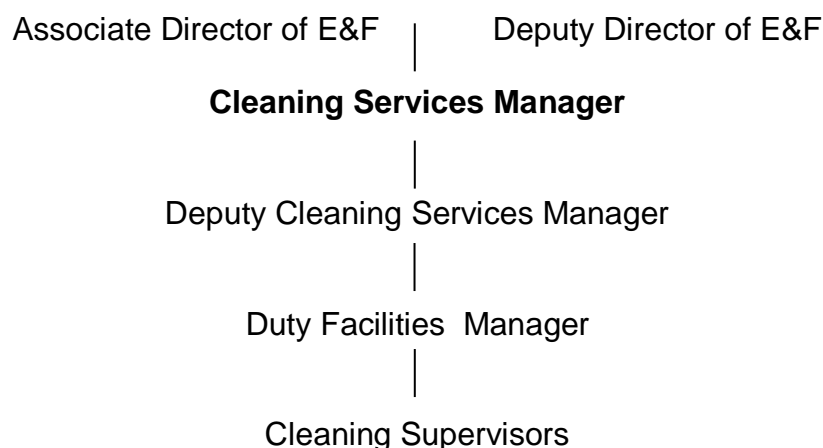 Associate Director of E&F Deputy Director of E&F
Cleaning Services Manager
Deputy Cleaning Services Manager
Duty Facilities  Manager
Cleaning Supervisors